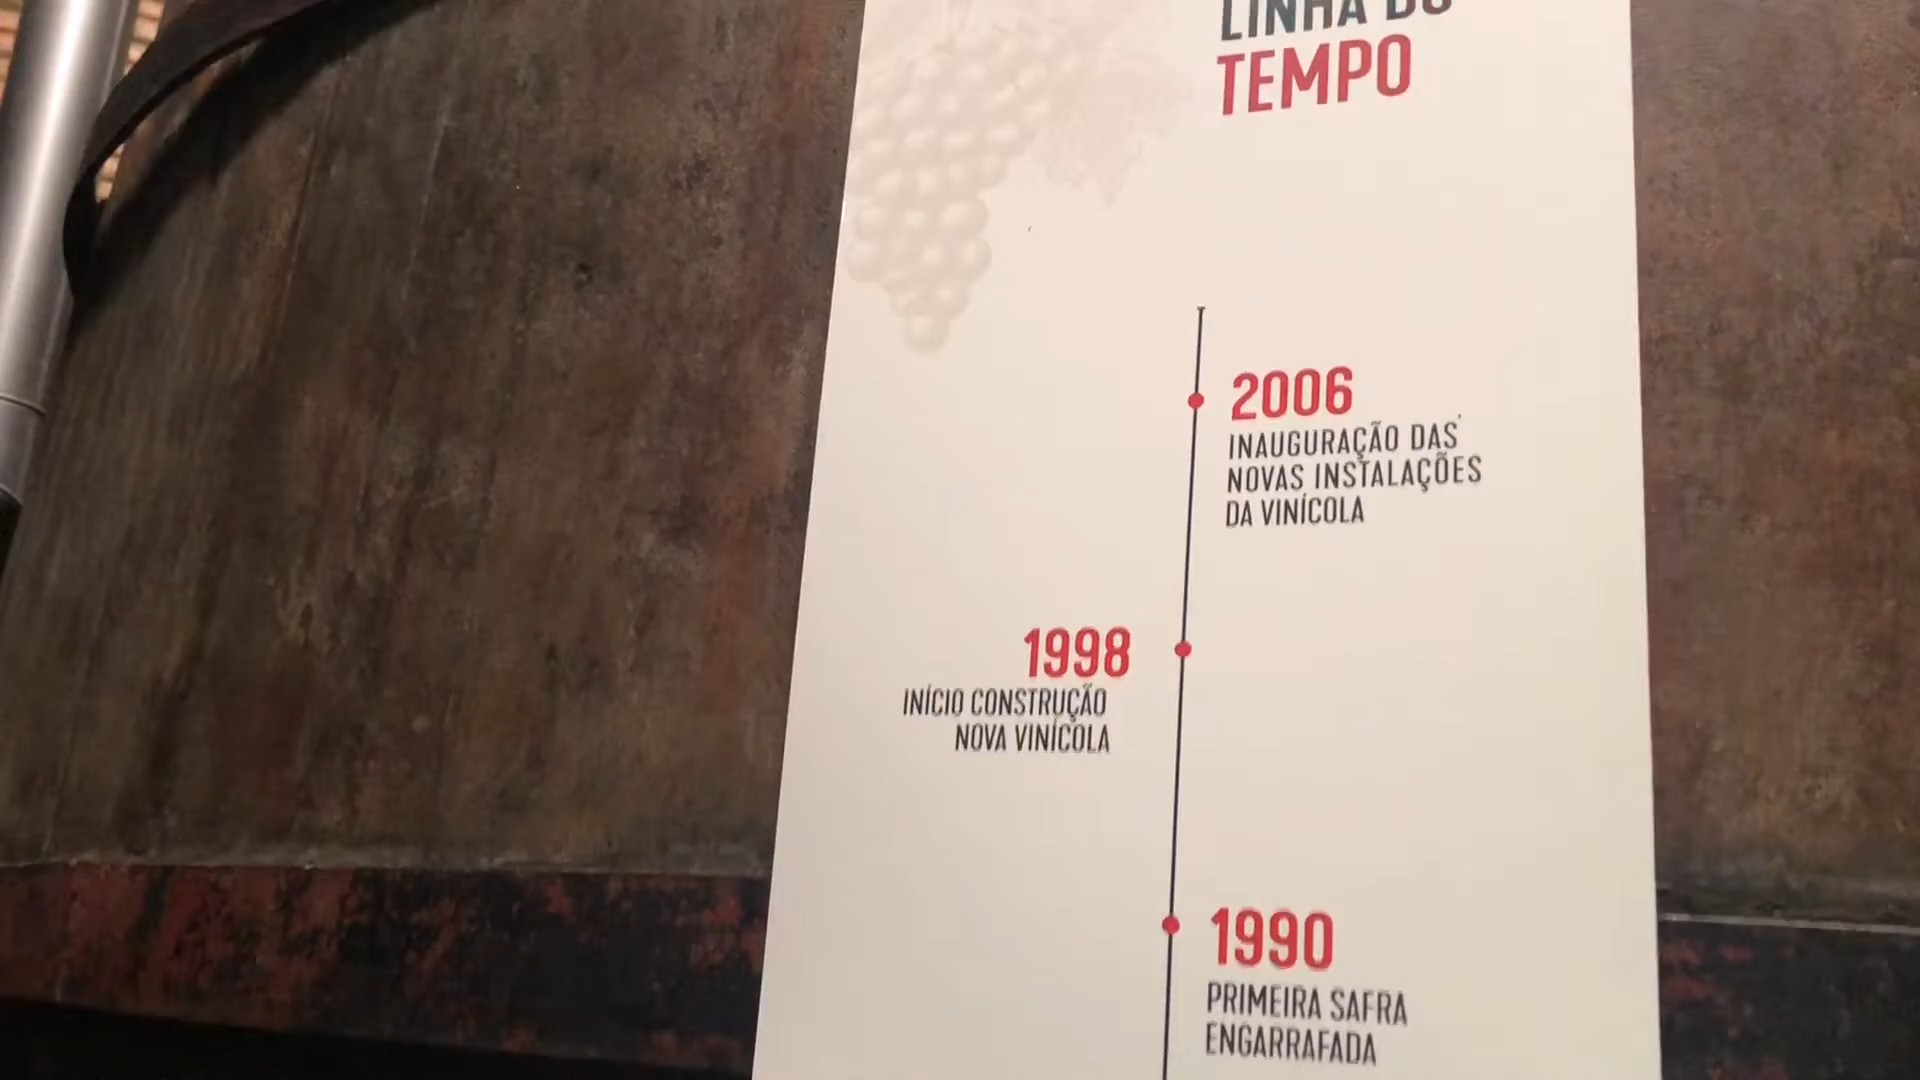 LINHA DO
TEMPO
2006
INAUGURAÇÃO DAS
NOVAS INSTALAÇÕES
DA VINÍCOLA
1998
INÍCIO CONSTRUÇÃO
NOVA VINÍCOLA
1990
PRIMEIRA SAFRA
ENGARRAFADA